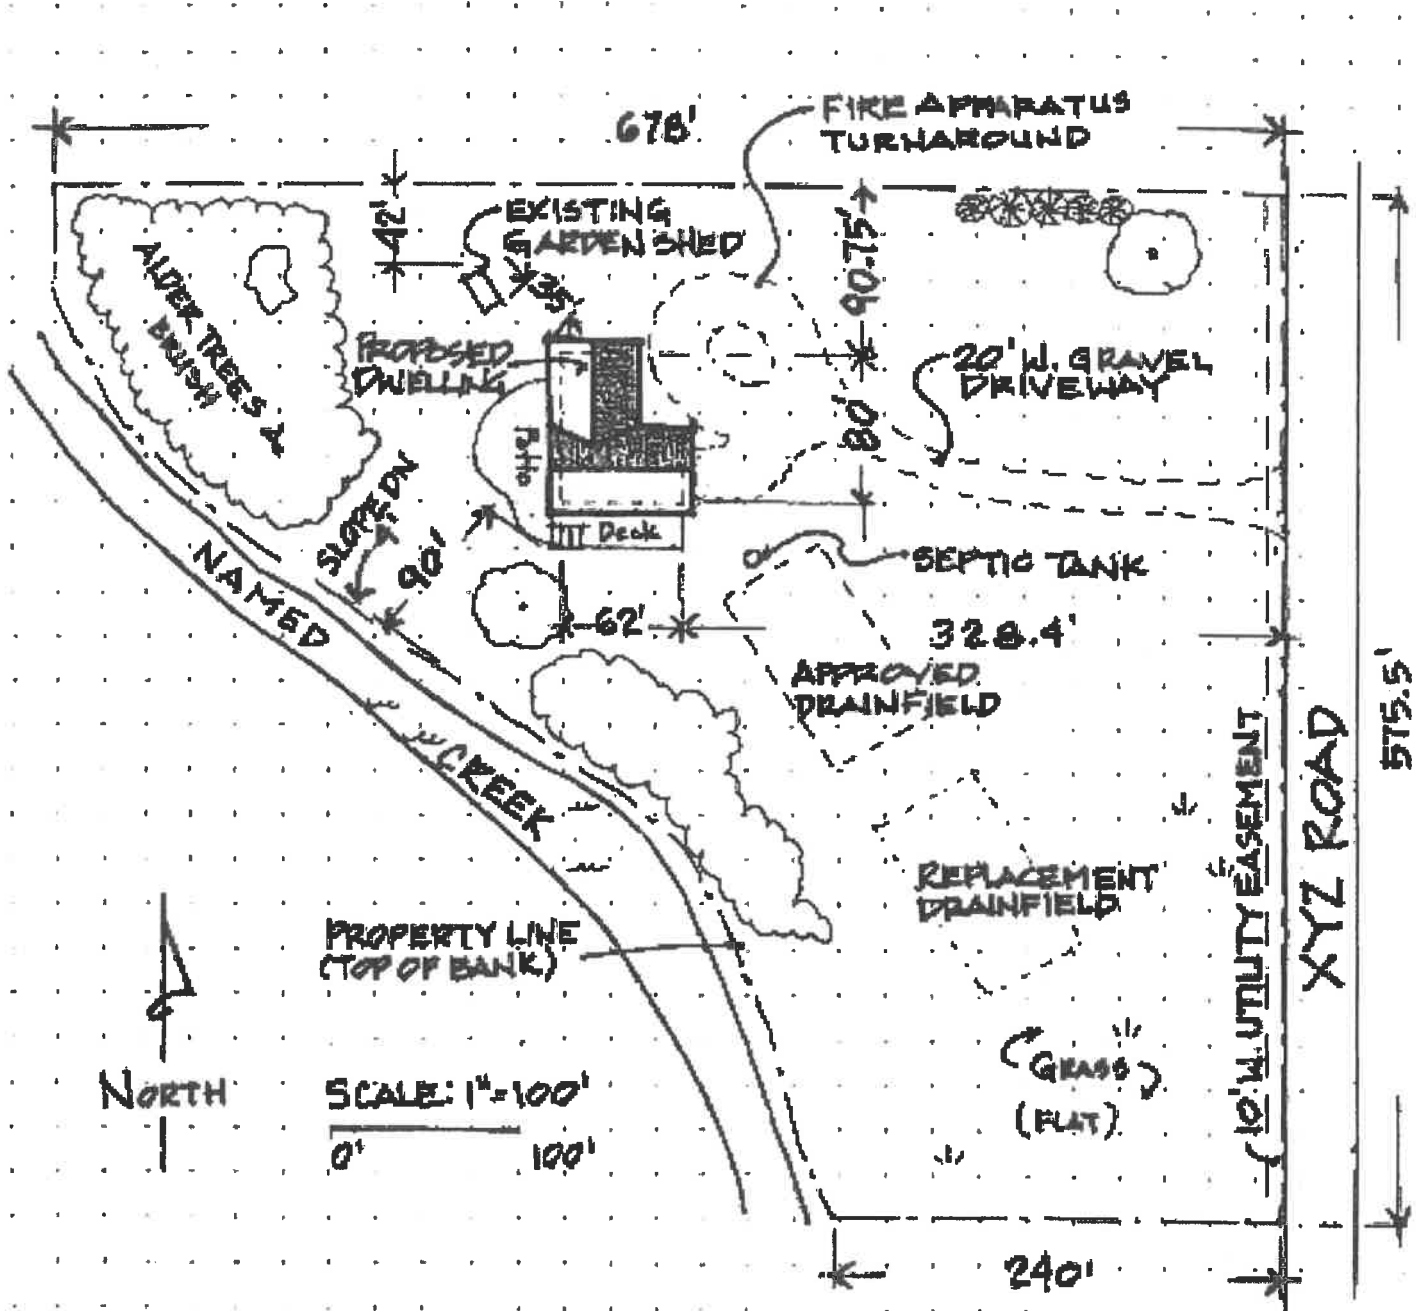 678'
FIRE APPARATUS
TURNAROUND
42'
EXISTING
GARDEN SHED
35'
90.75'
ALDER TREES &
BRUSH
PROPOSED
DWELLING
20' W. GRAVEL
DRIVEWAY
80'
Patio
SLOPE DN
90'
Deck
SEPTIC TANK
62'
328.4'
NAMED
CREEK
APPROVED
DRAINFIELD
575.5'
XYZ ROAD
10' W. UTILITY EASEMENT
REPLACEMENT
DRAINFIELD
PROPERTY LINE
(TOP OF BANK)
GRASS
(FLAT)
NORTH
SCALE: 1"=100'
0' 100'
240'